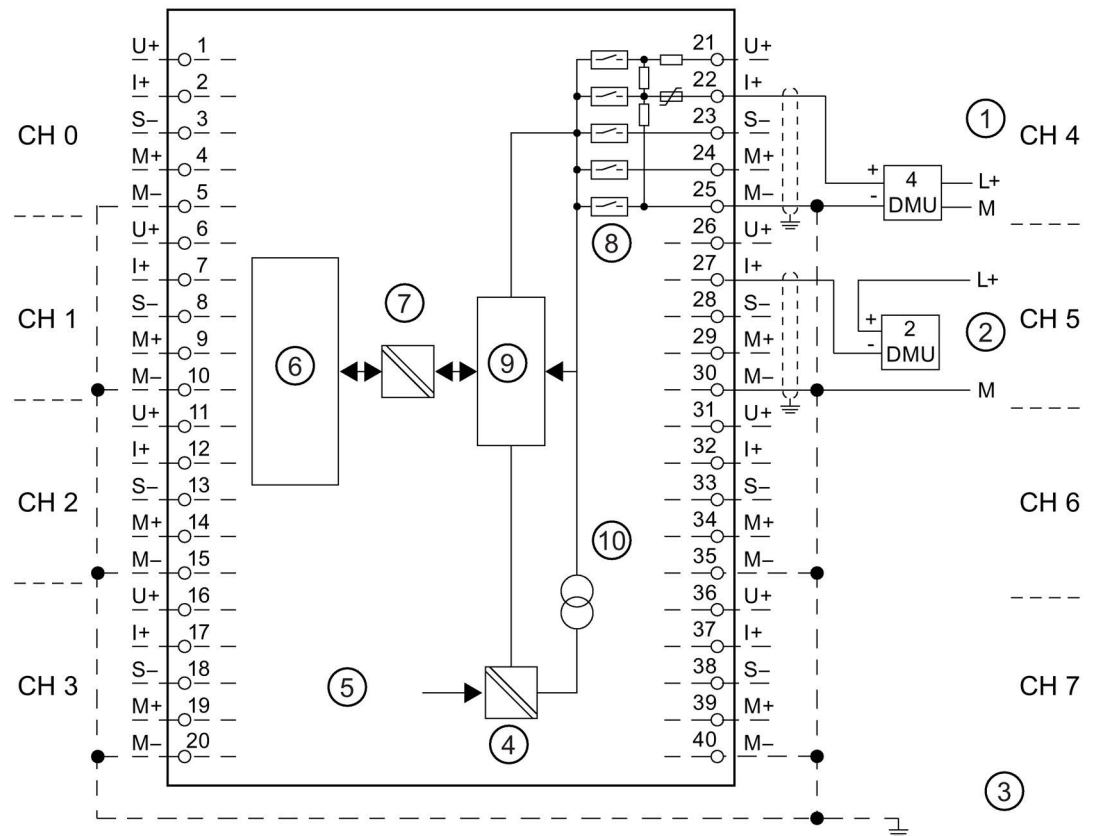 U+ 1 21 U+
I+ 2 22 I+
S– 3 23 S–
CH 0 ① CH 4
M+ 4 24 M+
+ 4 DMU - L+ M
M– 5 25 M–
⑧
U+ 6 26 U+
I+ 7 27 I+
L+
⑦
S– 8 28 S–
CH 1 ② CH 5
+ 2 DMU -
M+ 9 29 M+
⑥ ⑨
M– 10 30 M– M
U+ 11 31 U+
I+ 12 32 I+
S– 13 33 S–
CH 2 CH 6
M+ 14 34 M+
⑩
M– 15 35 M–
U+ 16 36 U+
I+ 17 37 I+
S– 18 38 S–
CH 3 ⑤ CH 7
M+ 19 39 M+
④
M– 20 40 M–
③